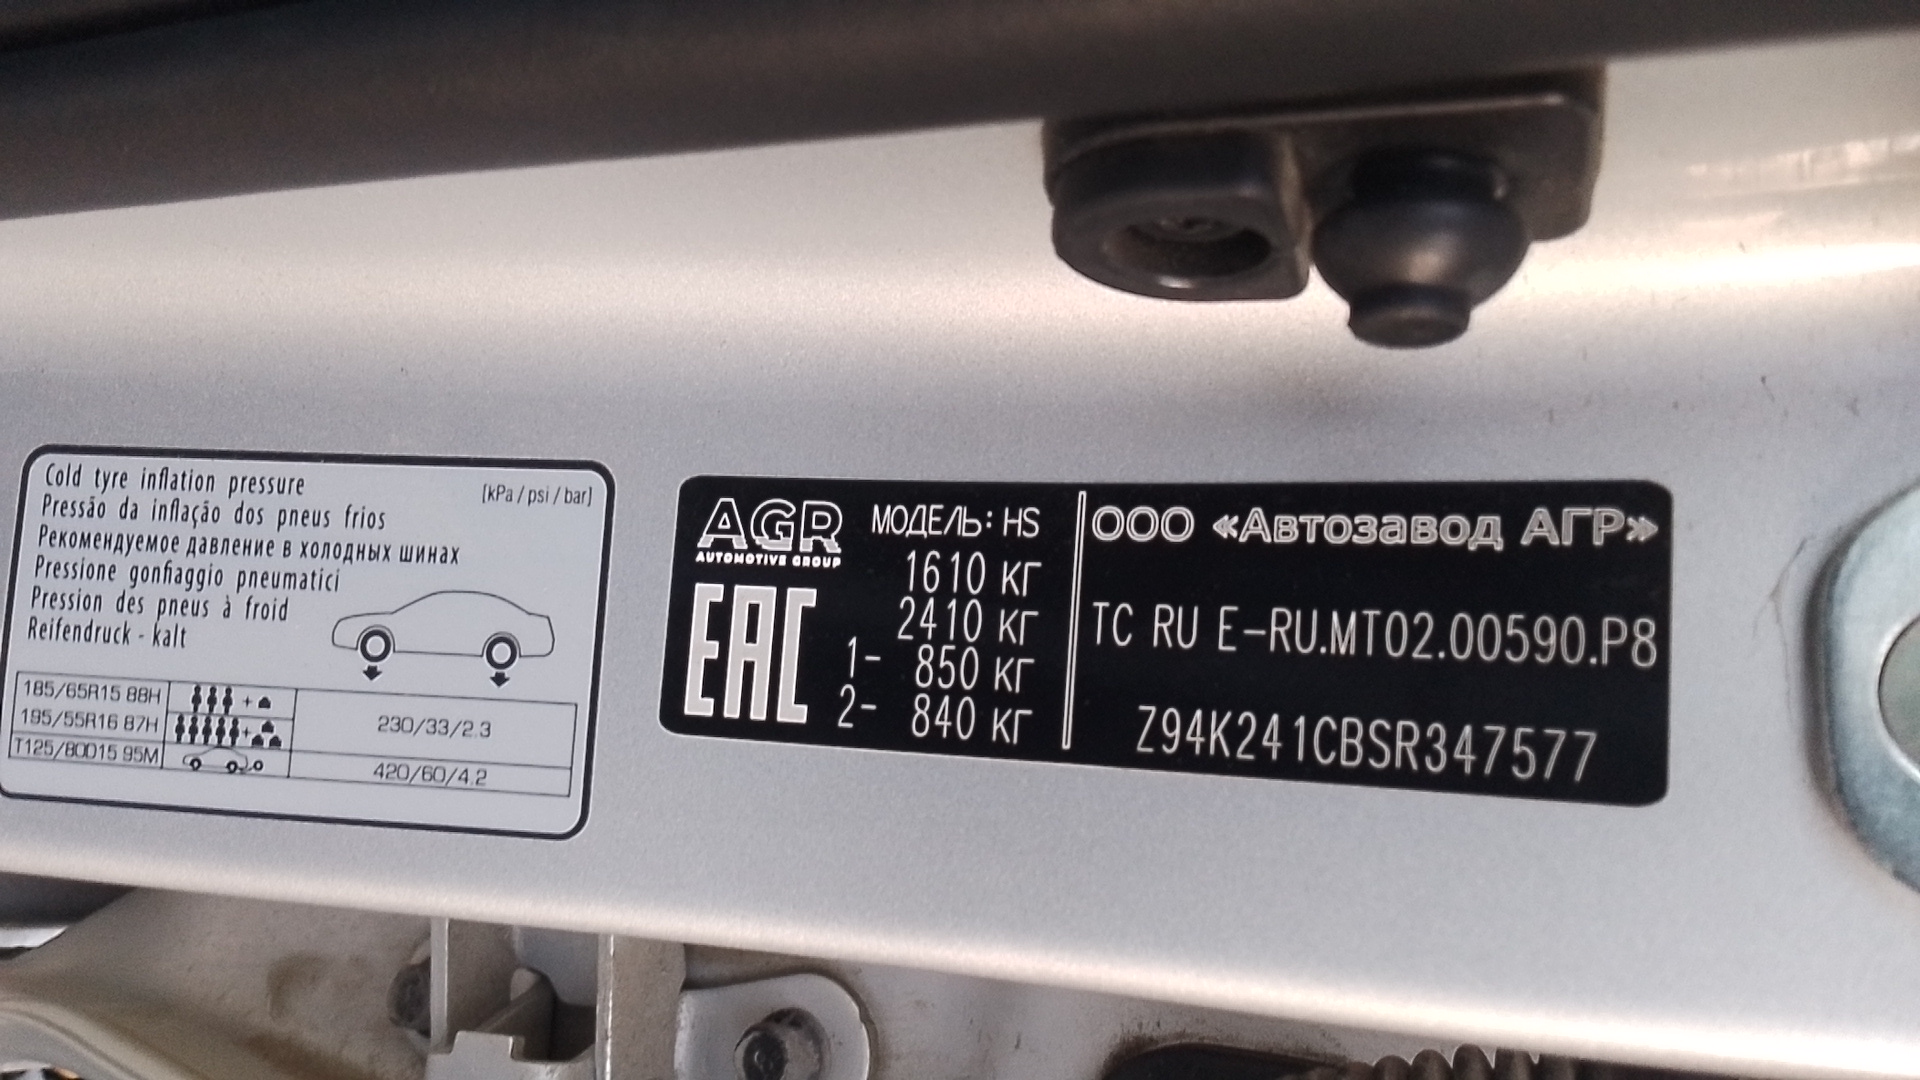 Cold tyre inflation pressure
[kPa / psi / bar]
Pressão da inflação dos pneus frios
Рекомендуемое давление в холодных шинах
Pressione gonfiaggio pneumatici
Pression des pneus à froid
Reifendruck - kalt
185/65R15 88H
195/55R16 87H
230/33/2.3
T125/80D15 95M
420/60/4.2
AGR
AUTOMOTIVE GROUP
EAC
МОДЕЛЬ: HS
1610 КГ
2410 КГ
1- 850 КГ
2- 840 КГ
ООО «Автозавод АГР»
ТС RU E-RU.MT02.00590.P8
Z94K241CBSR347577